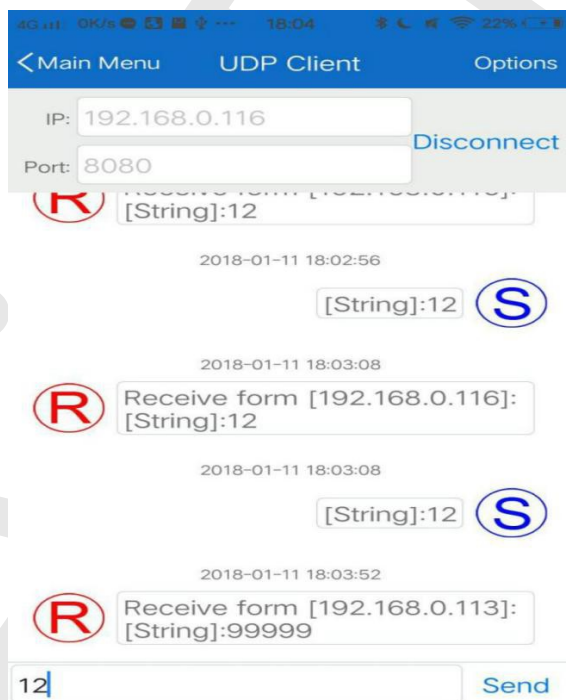 4G 0K/s ... 18:04 22%
Main Menu UDP Client Options
IP: 192.168.0.116
Disconnect
Port: 8080
R
[String]:12
2018-01-11 18:02:56
[String]:12 S
2018-01-11 18:03:08
R Receive form [192.168.0.116]:
[String]:12
2018-01-11 18:03:08
[String]:12 S
2018-01-11 18:03:52
R Receive form [192.168.0.113]:
[String]:99999
12 Send